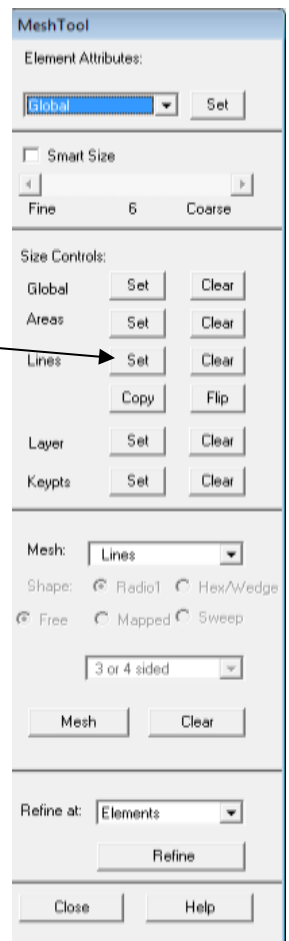 MeshTool
Element Attributes:
Global Set
Smart Size
Fine 6 Coarse
Size Controls:
Global Set Clear
Areas Set Clear
Lines Set Clear
Copy Flip
Layer Set Clear
Keypts Set Clear
Mesh: Lines
Shape: Radio1 Hex/Wedge
Free Mapped Sweep
3 or 4 sided
Mesh Clear
Refine at: Elements
Refine
Close Help